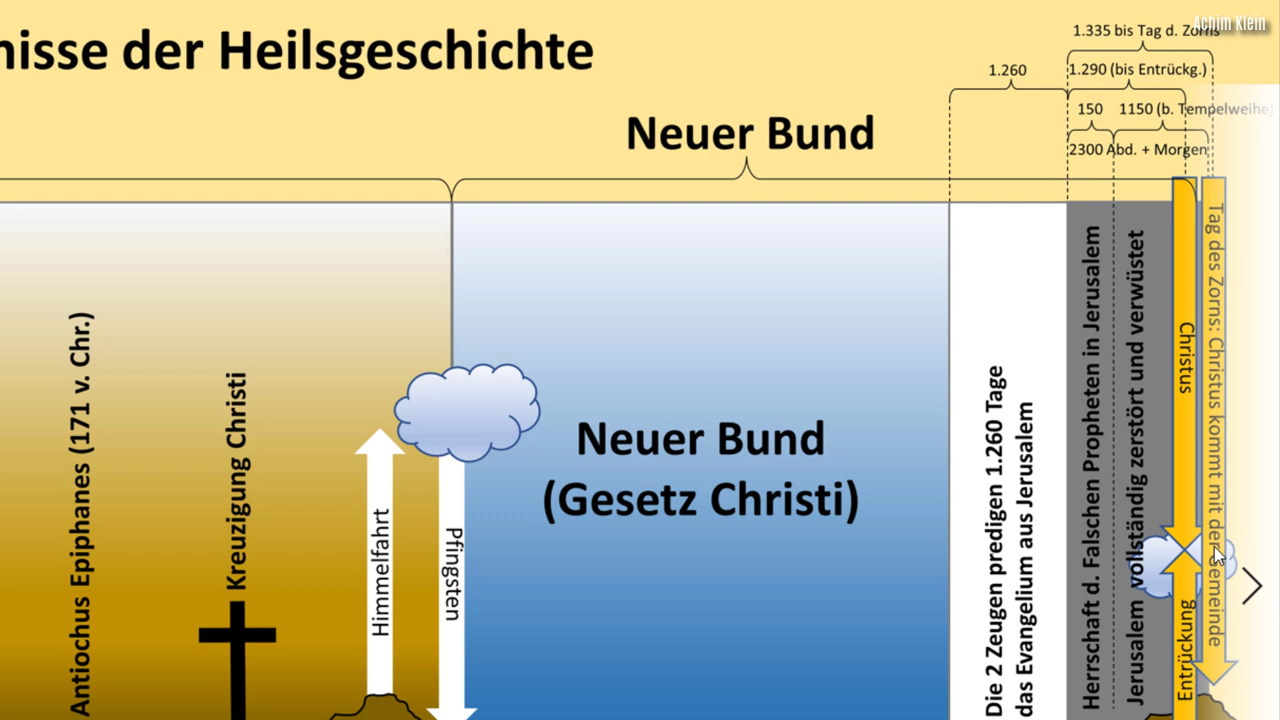 Achim Klein
1.335 bis Tag d. Zorns
nisse der Heilsgeschichte
1.260
1.290 (bis Entrückg.)
150
1150 (b. Tempelweihe)
Neuer Bund
2300 Abd. + Morgen
Antiochus Epiphanes (171 v. Chr.)
Kreuzigung Christi
Himmelfahrt
Pfingsten
Neuer Bund
(Gesetz Christi)
Die 2 Zeugen predigen 1.260 Tage
das Evangelium aus Jerusalem
Herrschaft d. Falschen Propheten in Jerusalem
Jerusalem vollständig zerstört und verwüstet
Christus
Entrückung
Tag des Zorns: Christus kommt mit der Gemeinde